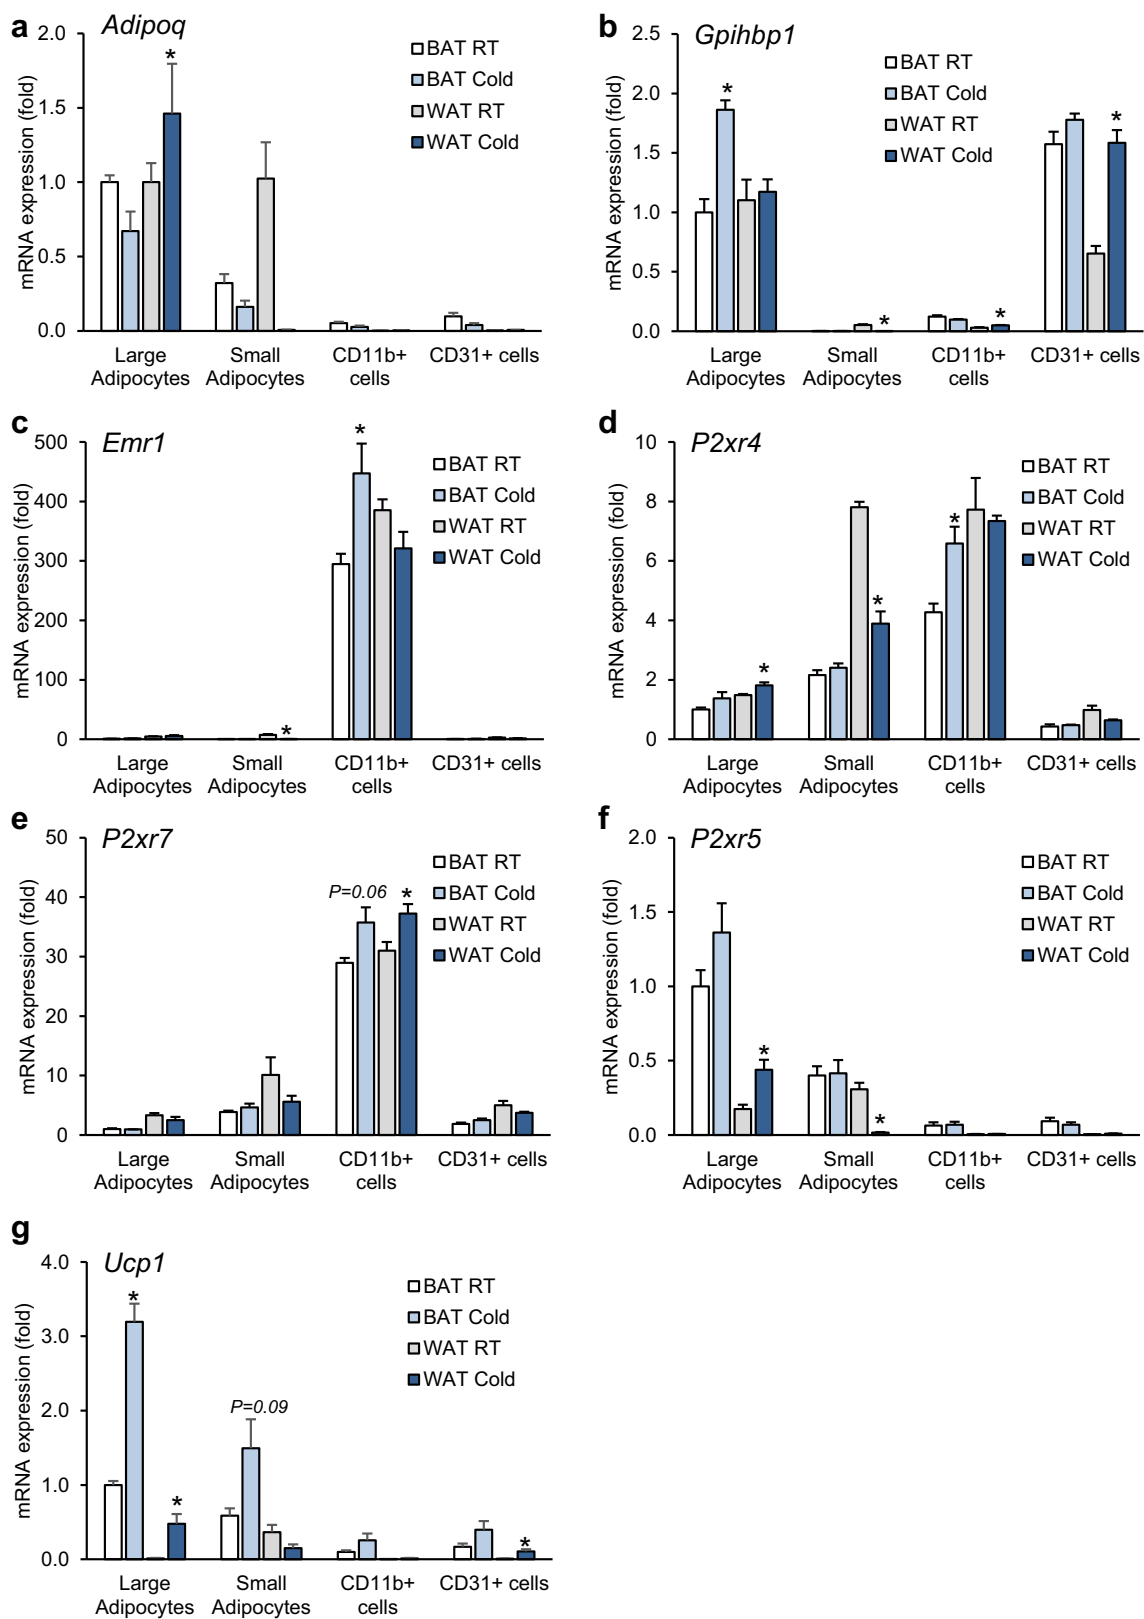 a
Adipoq
mRNA expression (fold)
2.0
1.5
1.0
0.5
0.0
*
BAT RT
BAT Cold
WAT RT
WAT Cold
Large
Adipocytes
Small
Adipocytes
CD11b+
cells
CD31+ cells
b
Gpihbp1
mRNA expression (fold)
2.5
2.0
1.5
1.0
0.5
0.0
*
*
*
*
BAT RT
BAT Cold
WAT RT
WAT Cold
Large
Adipocytes
Small
Adipocytes
CD11b+
cells
CD31+ cells
c
Emr1
mRNA expression (fold)
500
400
300
200
100
0
*
*
BAT RT
BAT Cold
WAT RT
WAT Cold
Large
Adipocytes
Small
Adipocytes
CD11b+
cells
CD31+ cells
d
P2xr4
mRNA expression (fold)
10
8
6
4
2
0
*
*
*
BAT RT
BAT Cold
WAT RT
WAT Cold
Large
Adipocytes
Small
Adipocytes
CD11b+
cells
CD31+ cells
e
P2xr7
mRNA expression (fold)
50
40
30
20
10
0
P=0.06
*
BAT RT
BAT Cold
WAT RT
WAT Cold
Large
Adipocytes
Small
Adipocytes
CD11b+
cells
CD31+ cells
f
P2xr5
mRNA expression (fold)
2.0
1.5
1.0
0.5
0.0
*
*
BAT RT
BAT Cold
WAT RT
WAT Cold
Large
Adipocytes
Small
Adipocytes
CD11b+
cells
CD31+ cells
g
Ucp1
mRNA expression (fold)
4.0
3.0
2.0
1.0
0.0
*
*
P=0.09
*
BAT RT
BAT Cold
WAT RT
WAT Cold
Large
Adipocytes
Small
Adipocytes
CD11b+
cells
CD31+ cells